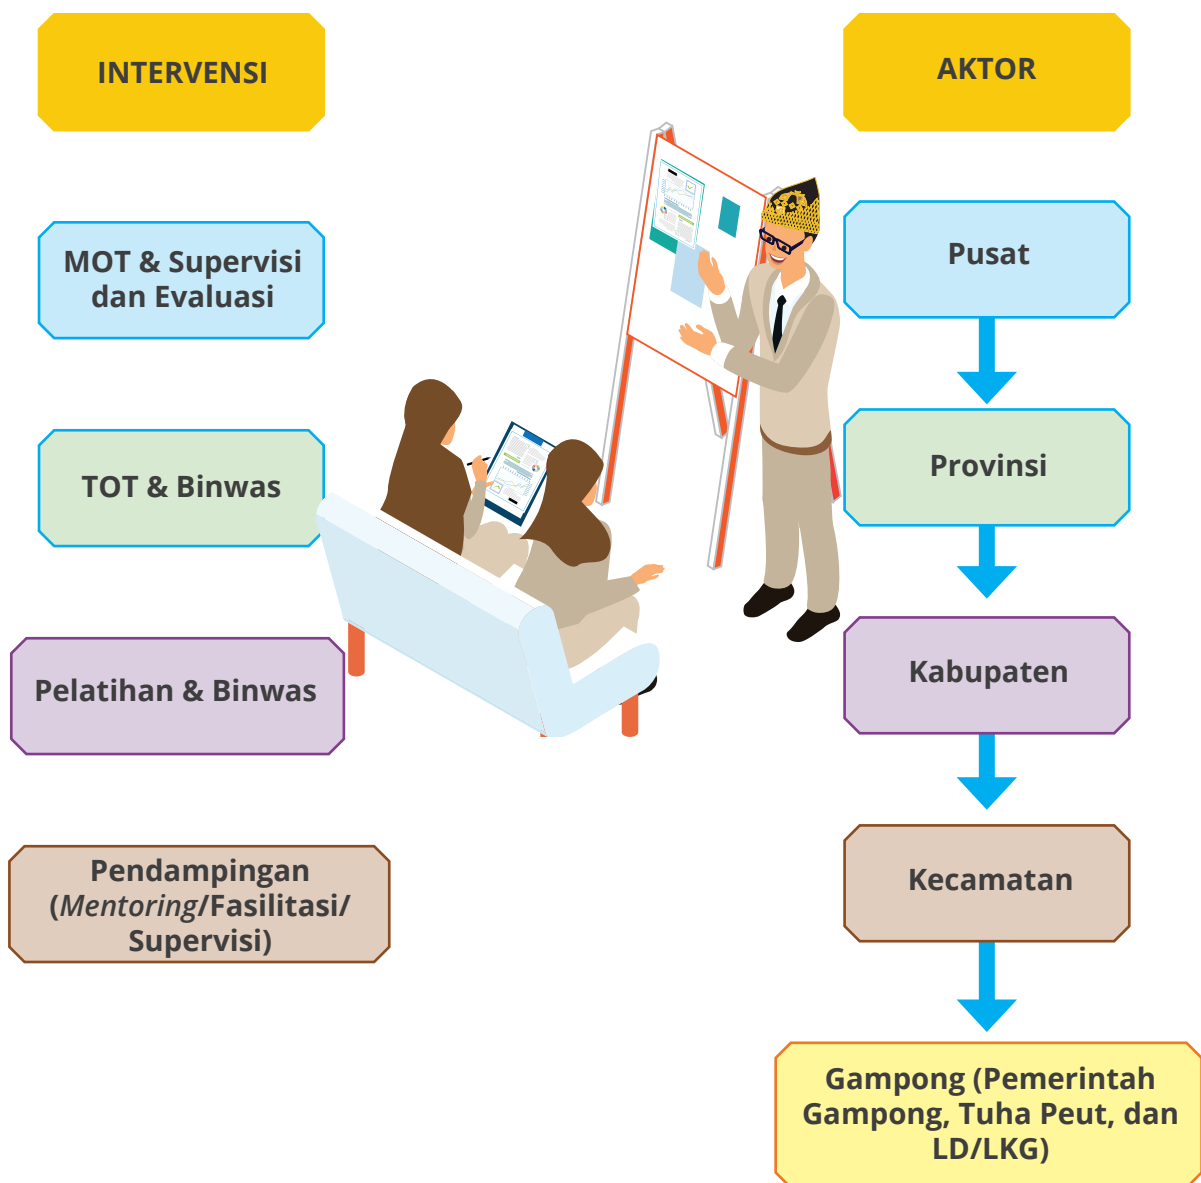 INTERVENSI
AKTOR
MOT & Supervisi
dan Evaluasi
Pusat
TOT & Binwas
Provinsi
Pelatihan & Binwas
Kabupaten
Pendampingan
(Mentoring/Fasilitasi/
Supervisi)
Kecamatan
Gampong (Pemerintah
Gampong, Tuha Peut, dan
LD/LKG)